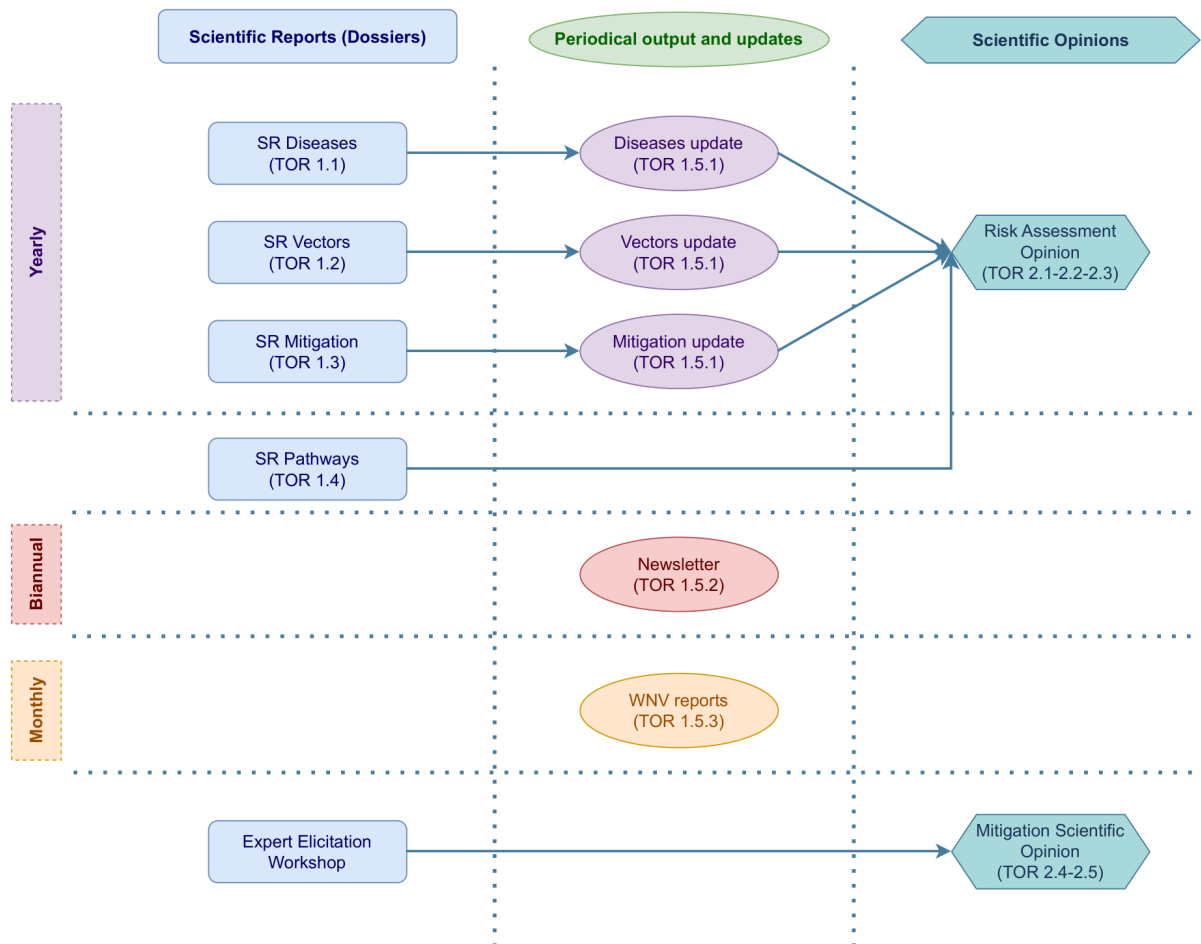 Scientific Reports (Dossiers)
Periodical output and updates
Scientific Opinions
Yearly
SR Diseases
(TOR 1.1)
Diseases update
(TOR 1.5.1)
SR Vectors
(TOR 1.2)
Vectors update
(TOR 1.5.1)
Risk Assessment
Opinion
(TOR 2.1-2.2-2.3)
SR Mitigation
(TOR 1.3)
Mitigation update
(TOR 1.5.1)
SR Pathways
(TOR 1.4)
Biannual
Newsletter
(TOR 1.5.2)
Monthly
WNV reports
(TOR 1.5.3)
Expert Elicitation
Workshop
Mitigation Scientific
Opinion
(TOR 2.4-2.5)